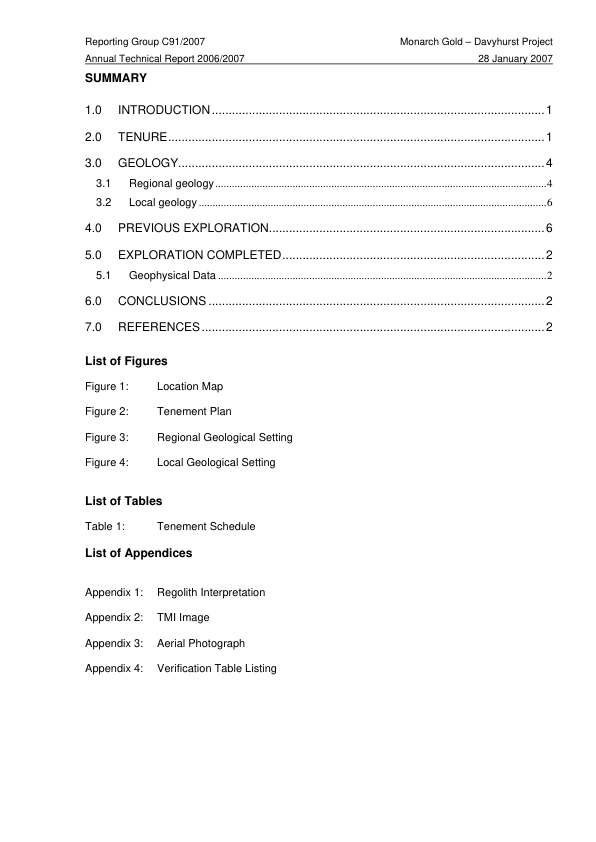 Reporting Group C91/2007 Monarch Gold – Davyhurst Project
Annual Technical Report 2006/2007 28 January 2007
SUMMARY
1.0 INTRODUCTION....................................................................................................1
2.0 TENURE.................................................................................................................1
3.0 GEOLOGY..............................................................................................................4
3.1 Regional geology......................................................................................................................4
3.2 Local geology............................................................................................................................6
4.0 PREVIOUS EXPLORATION...................................................................................6
5.0 EXPLORATION COMPLETED...............................................................................2
5.1 Geophysical Data.....................................................................................................................2
6.0 CONCLUSIONS.....................................................................................................2
7.0 REFERENCES.......................................................................................................2
List of Figures
Figure 1: Location Map
Figure 2: Tenement Plan
Figure 3: Regional Geological Setting
Figure 4: Local Geological Setting
List of Tables
Table 1: Tenement Schedule
List of Appendices
Appendix 1: Regolith Interpretation
Appendix 2: TMI Image
Appendix 3: Aerial Photograph
Appendix 4: Verification Table Listing